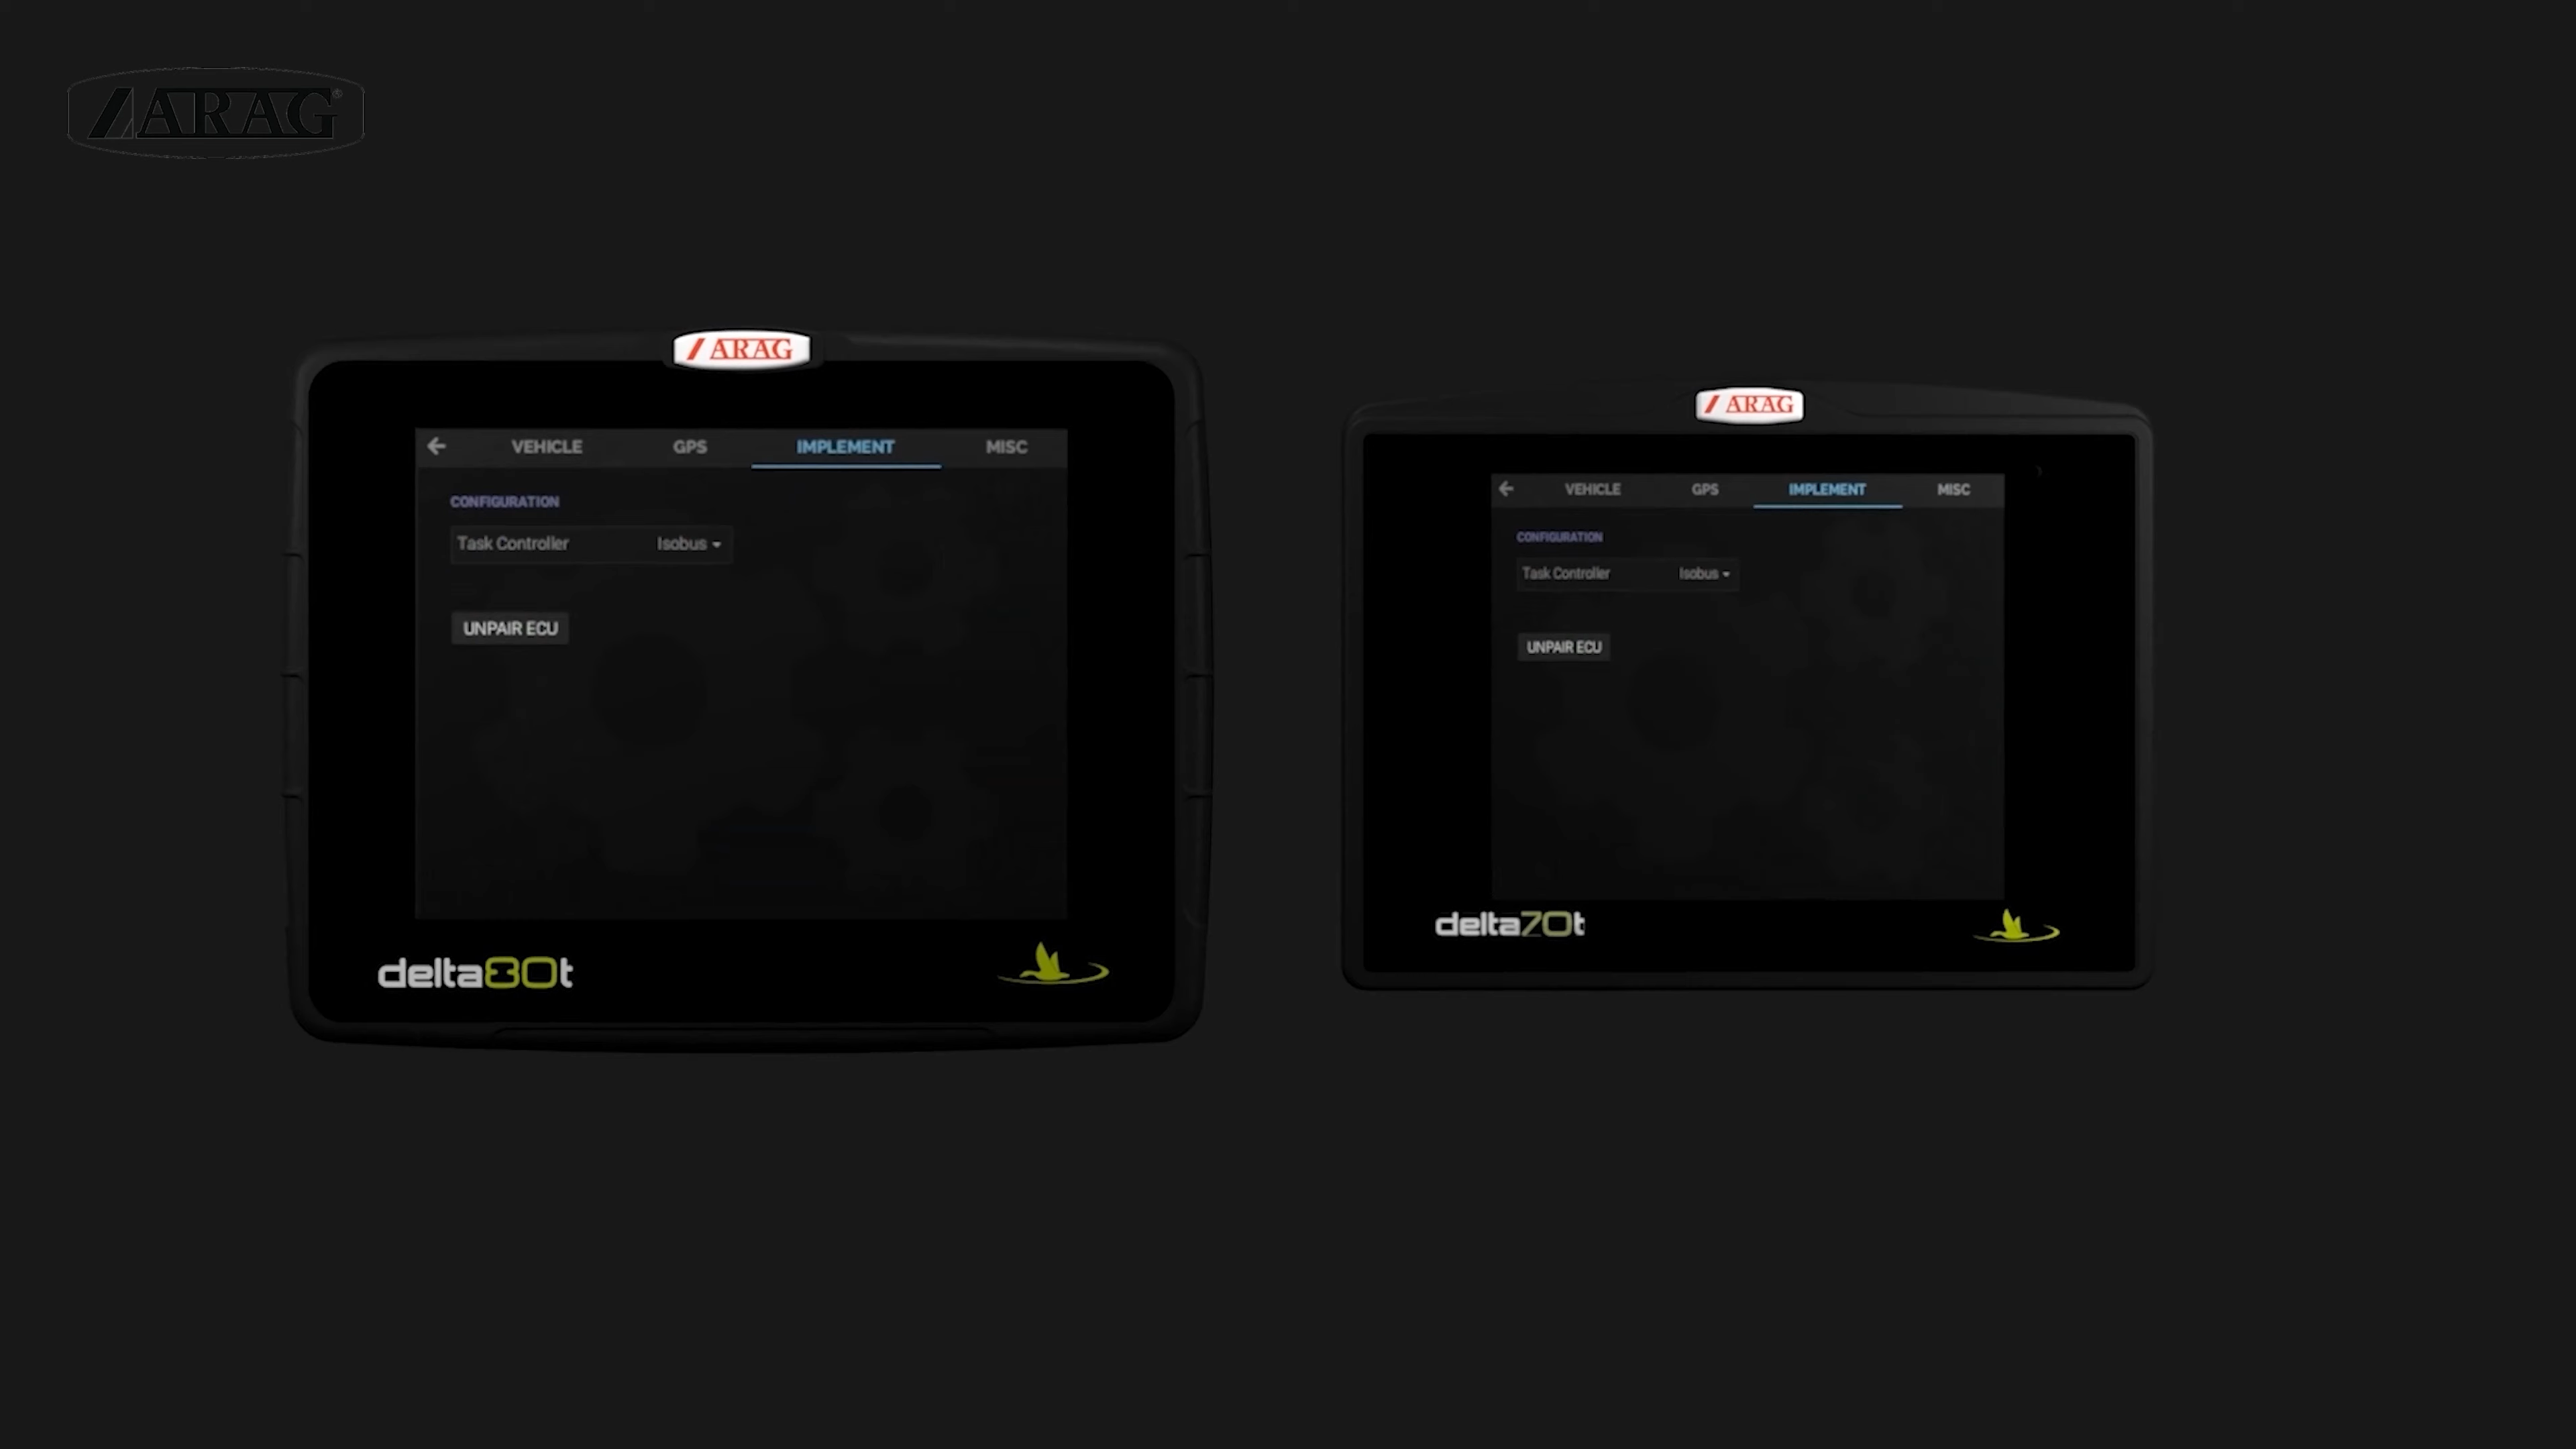 ARAG®
ARAG
VEHICLE GPS IMPLEMENT MISC
CONFIGURATION
Task Controller Isobus
UNPAIR ECU
delta80t
ARAG
VEHICLE GPS IMPLEMENT MISC
CONFIGURATION
Task Controller Isobus
UNPAIR ECU
delta70t